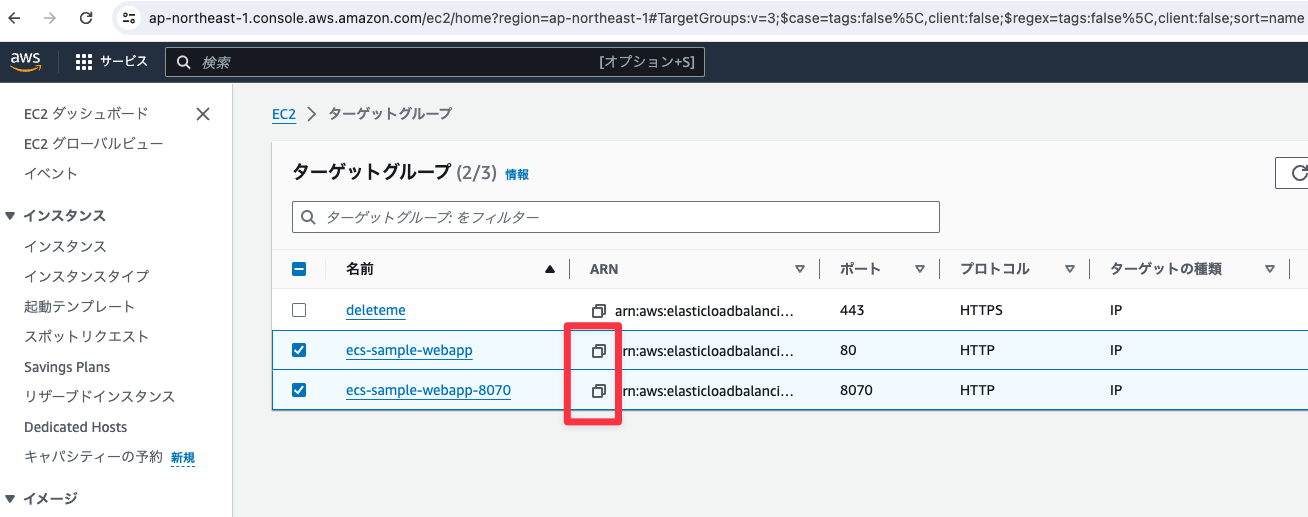 ap-northeast-1.console.aws.amazon.com/ec2/home?region=ap-northeast-1#TargetGroups:v=3;$case=tags:false%5C,client:false;$regex=tags:false%5C,client:false;sort=name
aws サービス 検索 [オプション+S]
EC2 ダッシュボード
EC2 グローバルビュー
イベント
インスタンス
インスタンス
インスタンスタイプ
起動テンプレート
スポットリクエスト
Savings Plans
リザーブドインスタンス
Dedicated Hosts
キャパシティーの予約 新規
イメージ
EC2 > ターゲットグループ
ターゲットグループ (2/3) 情報
ターゲットグループ: をフィルター
名前 ARN ポート プロトコル ターゲットの種類
deleteme arn:aws:elasticloadbalanci... 443 HTTPS IP
ecs-sample-webapp rn:aws:elasticloadbalanci... 80 HTTP IP
ecs-sample-webapp-8070 rn:aws:elasticloadbalanci... 8070 HTTP IP